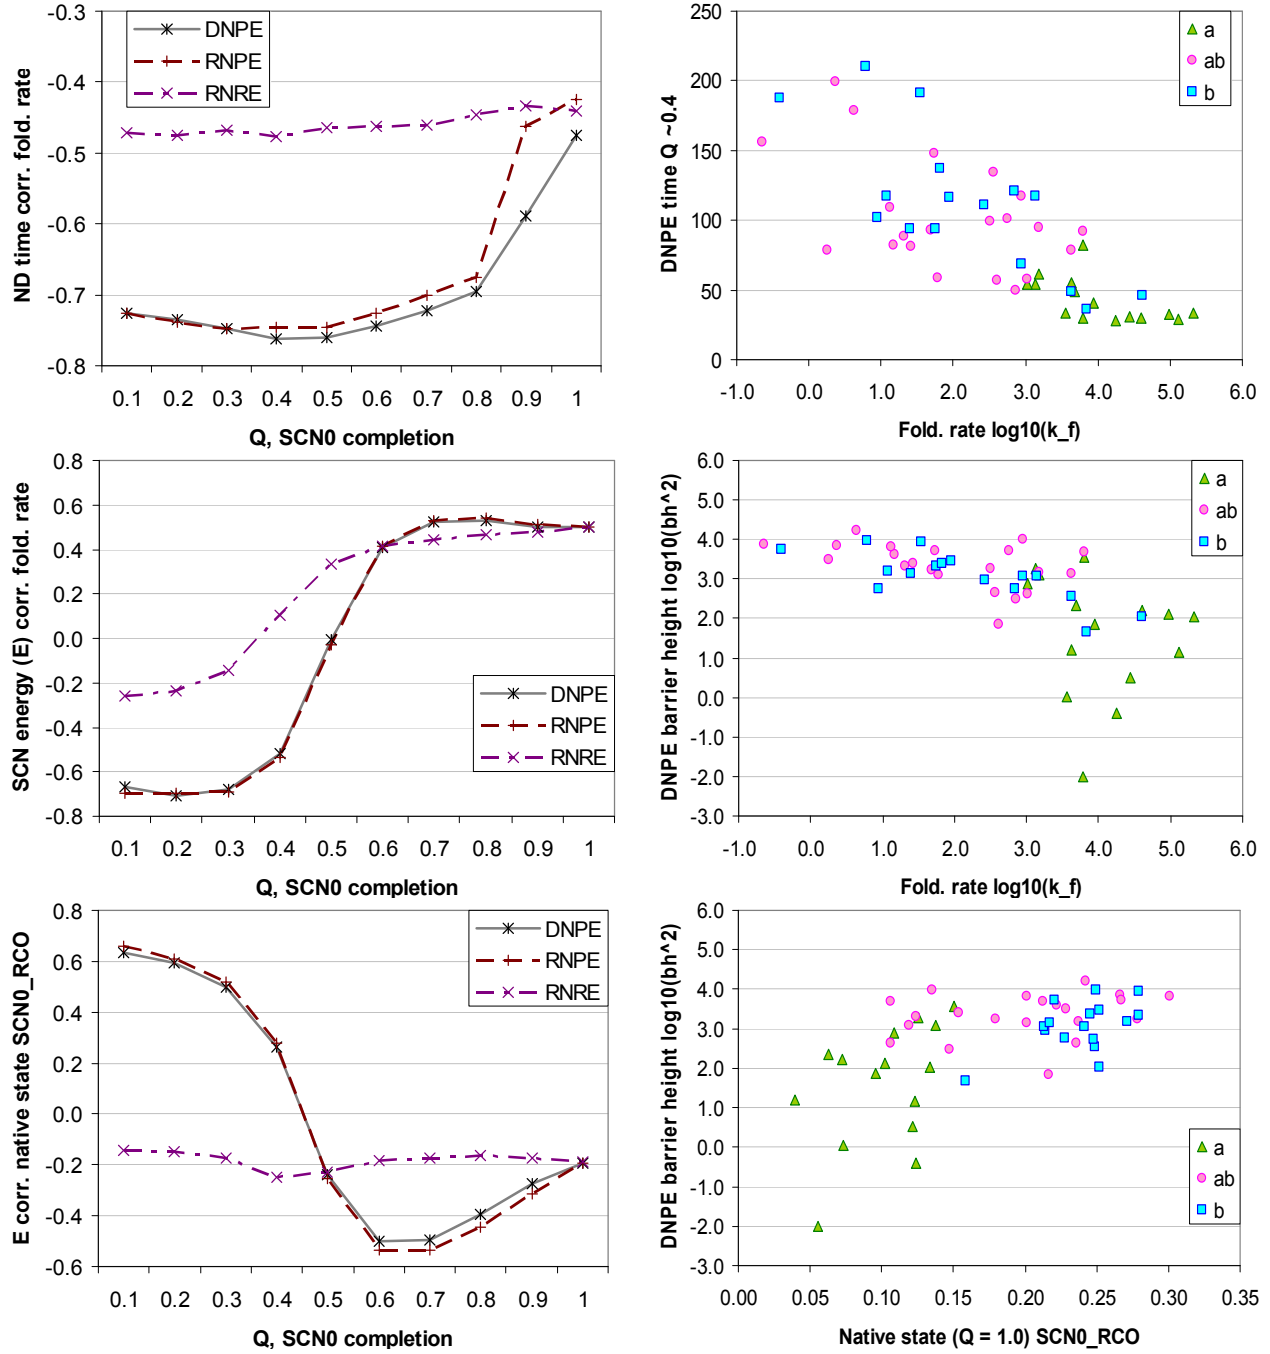 ND time corr. fold. rate
-0.3
-0.4
-0.5
-0.6
-0.7
-0.8
DNPE
RNPE
RNRE
0.1 0.2 0.3 0.4 0.5 0.6 0.7 0.8 0.9 1
Q, SCN0 completion
DNPE time Q ~0.4
250
200
150
100
50
0
a
ab
b
-1.0 0.0 1.0 2.0 3.0 4.0 5.0 6.0
Fold. rate log10(k_f)
SCN energy (E) corr. fold. rate
0.8
0.6
0.4
0.2
0.0
-0.2
-0.4
-0.6
-0.8
DNPE
RNPE
RNRE
0.1 0.2 0.3 0.4 0.5 0.6 0.7 0.8 0.9 1
Q, SCN0 completion
DNPE barrier height log10(bh^2)
6.0
5.0
4.0
3.0
2.0
1.0
0.0
-1.0
-2.0
-3.0
a
ab
b
-1.0 0.0 1.0 2.0 3.0 4.0 5.0 6.0
Fold. rate log10(k_f)
E corr. native state SCN0_RCO
0.8
0.6
0.4
0.2
0.0
-0.2
-0.4
-0.6
DNPE
RNPE
RNRE
0.1 0.2 0.3 0.4 0.5 0.6 0.7 0.8 0.9 1
Q, SCN0 completion
DNPE barrier height log10(bh^2)
6.0
5.0
4.0
3.0
2.0
1.0
0.0
-1.0
-2.0
-3.0
a
ab
b
0.00 0.05 0.10 0.15 0.20 0.25 0.30 0.35
Native state (Q = 1.0) SCN0_RCO